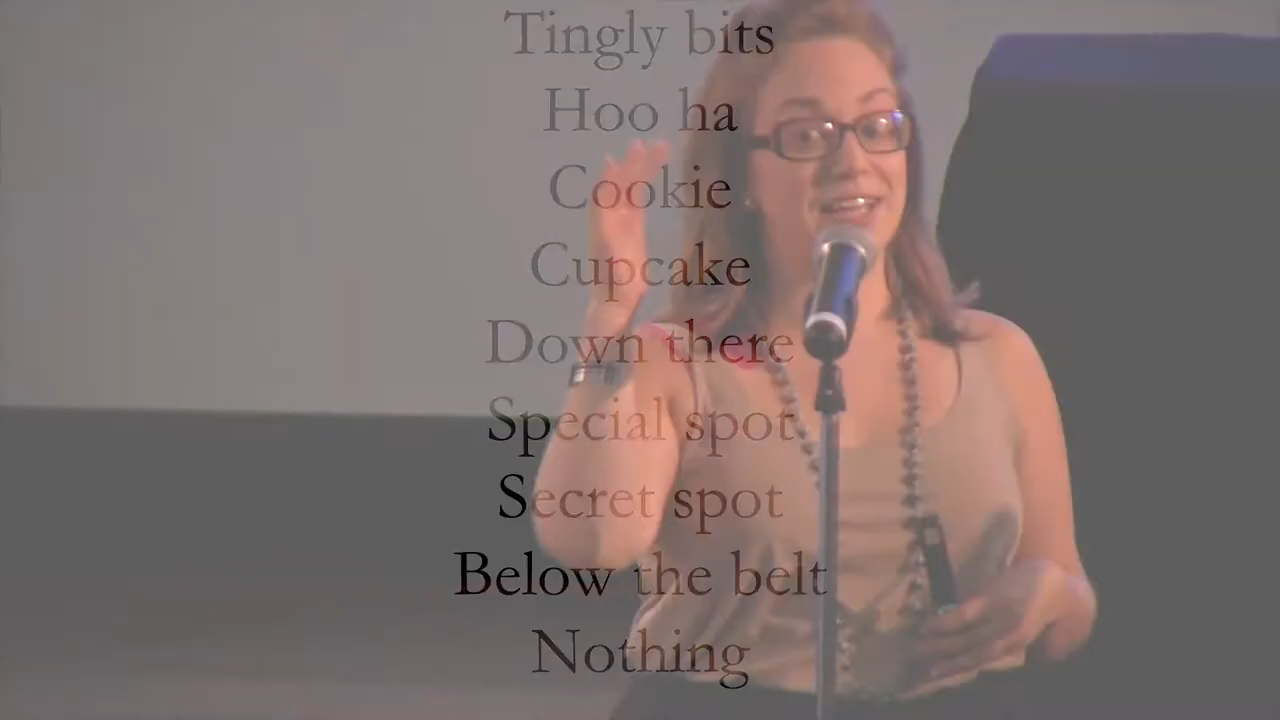 Tingly bits
Hoo ha
Cookie
Cupcake
Down there
Special spot
Secret spot
Below the belt
Nothing